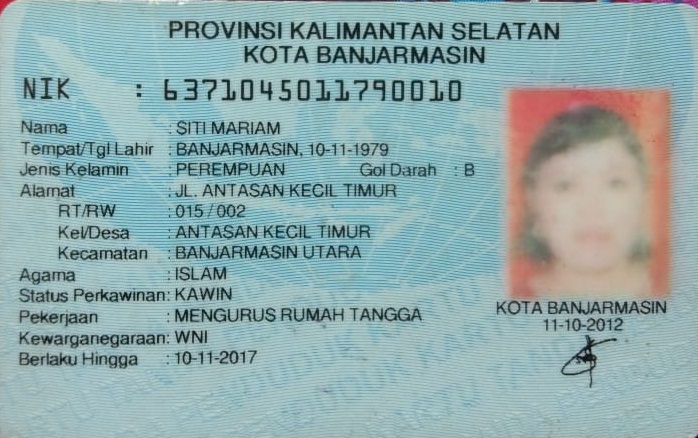 PROVINSI KALIMANTAN SELATAN
KOTA BANJARMASIN
NIK : 6371045011790010
Nama : SITI MARIAM
Tempat/Tgl Lahir : BANJARMASIN, 10-11-1979
Jenis Kelamin : PEREMPUAN Gol Darah : B
Alamat : JL. ANTASAN KECIL TIMUR
RT/RW : 015 / 002
Kel/Desa : ANTASAN KECIL TIMUR
Kecamatan : BANJARMASIN UTARA
Agama : ISLAM
Status Perkawinan: KAWIN
Pekerjaan : MENGURUS RUMAH TANGGA
Kewarganegaraan: WNI
Berlaku Hingga : 10-11-2017
KOTA BANJARMASIN
11-10-2012